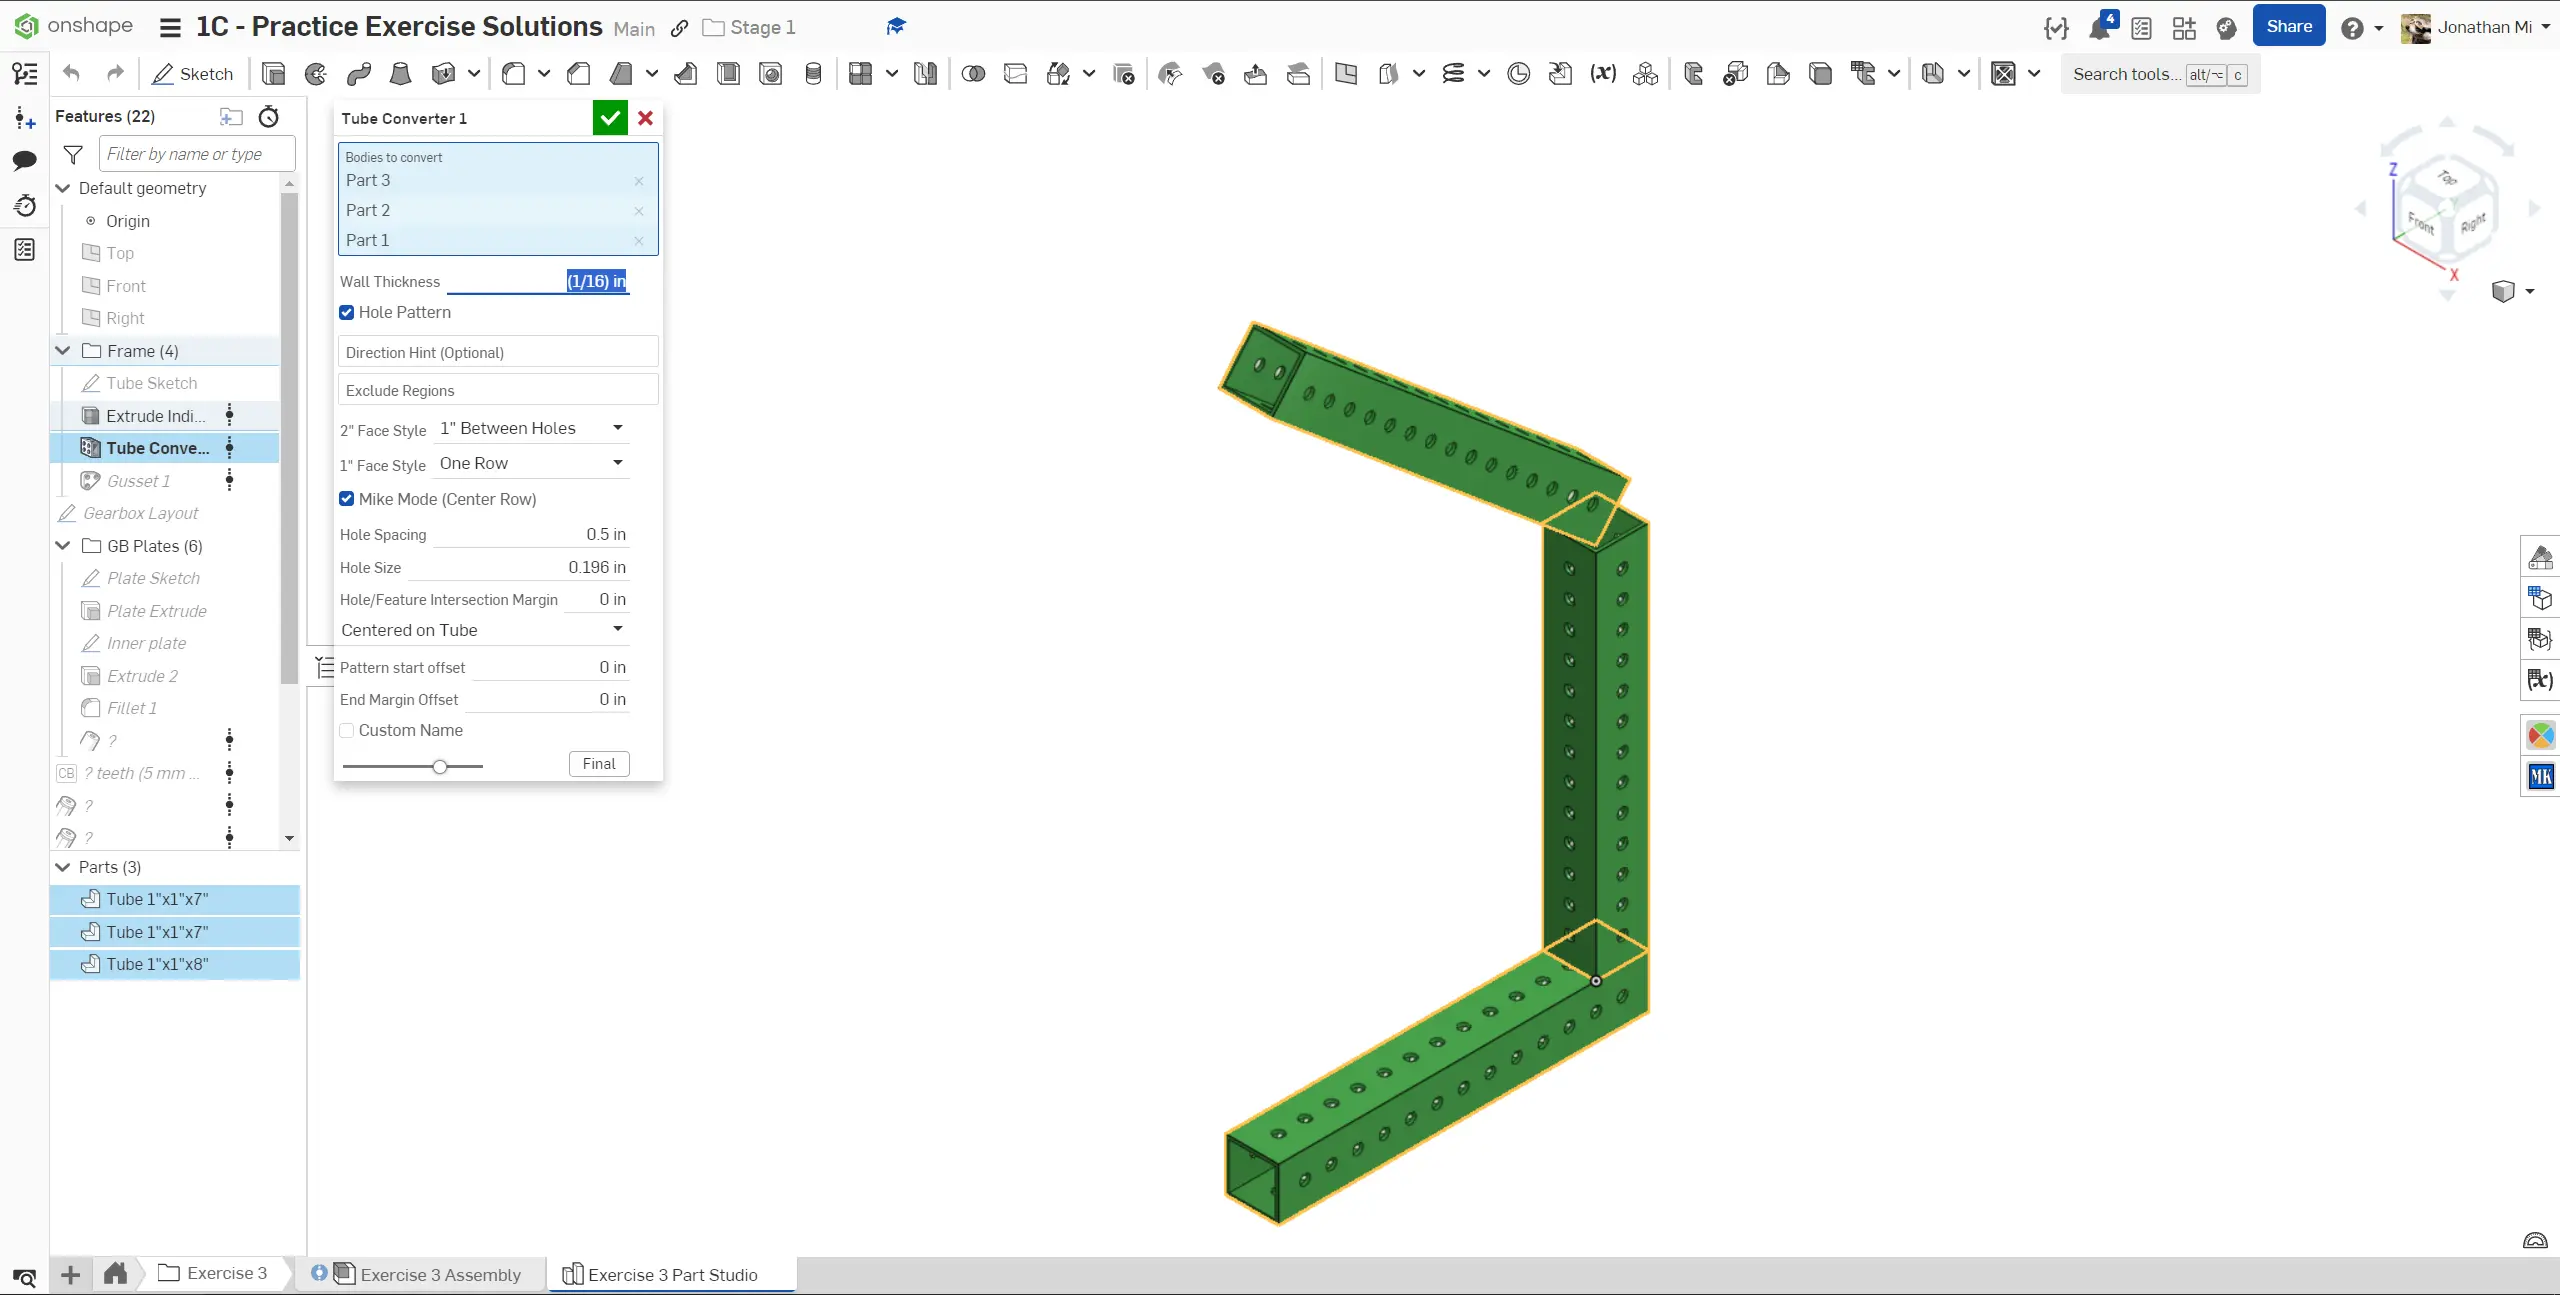 onshape
1C - Practice Exercise Solutions
Main
Stage 1
4
Share
Jonathan Mi
Sketch
Search tools... alt/⌥ c
Features (22)
Filter by name or type
Default geometry
Origin
Top
Front
Right
Frame (4)
Tube Sketch
Extrude Indi...
Tube Conve...
Gusset 1
Gearbox Layout
GB Plates (6)
Plate Sketch
Plate Extrude
Inner plate
Extrude 2
Fillet 1
?
CB ? teeth (5 mm ...
?
?
Parts (3)
Tube 1"x1"x7"
Tube 1"x1"x7"
Tube 1"x1"x8"
Tube Converter 1
Bodies to convert
Part 3
Part 2
Part 1
Wall Thickness (1/16) in
Hole Pattern
Direction Hint (Optional)
Exclude Regions
2" Face Style 1" Between Holes
1" Face Style One Row
Mike Mode (Center Row)
Hole Spacing 0.5 in
Hole Size 0.196 in
Hole/Feature Intersection Margin 0 in
Centered on Tube
Pattern start offset 0 in
End Margin Offset 0 in
Custom Name
Final
Z
Top
Front
Right
X
(x)
(x)
MK
Exercise 3
Exercise 3 Assembly
Exercise 3 Part Studio